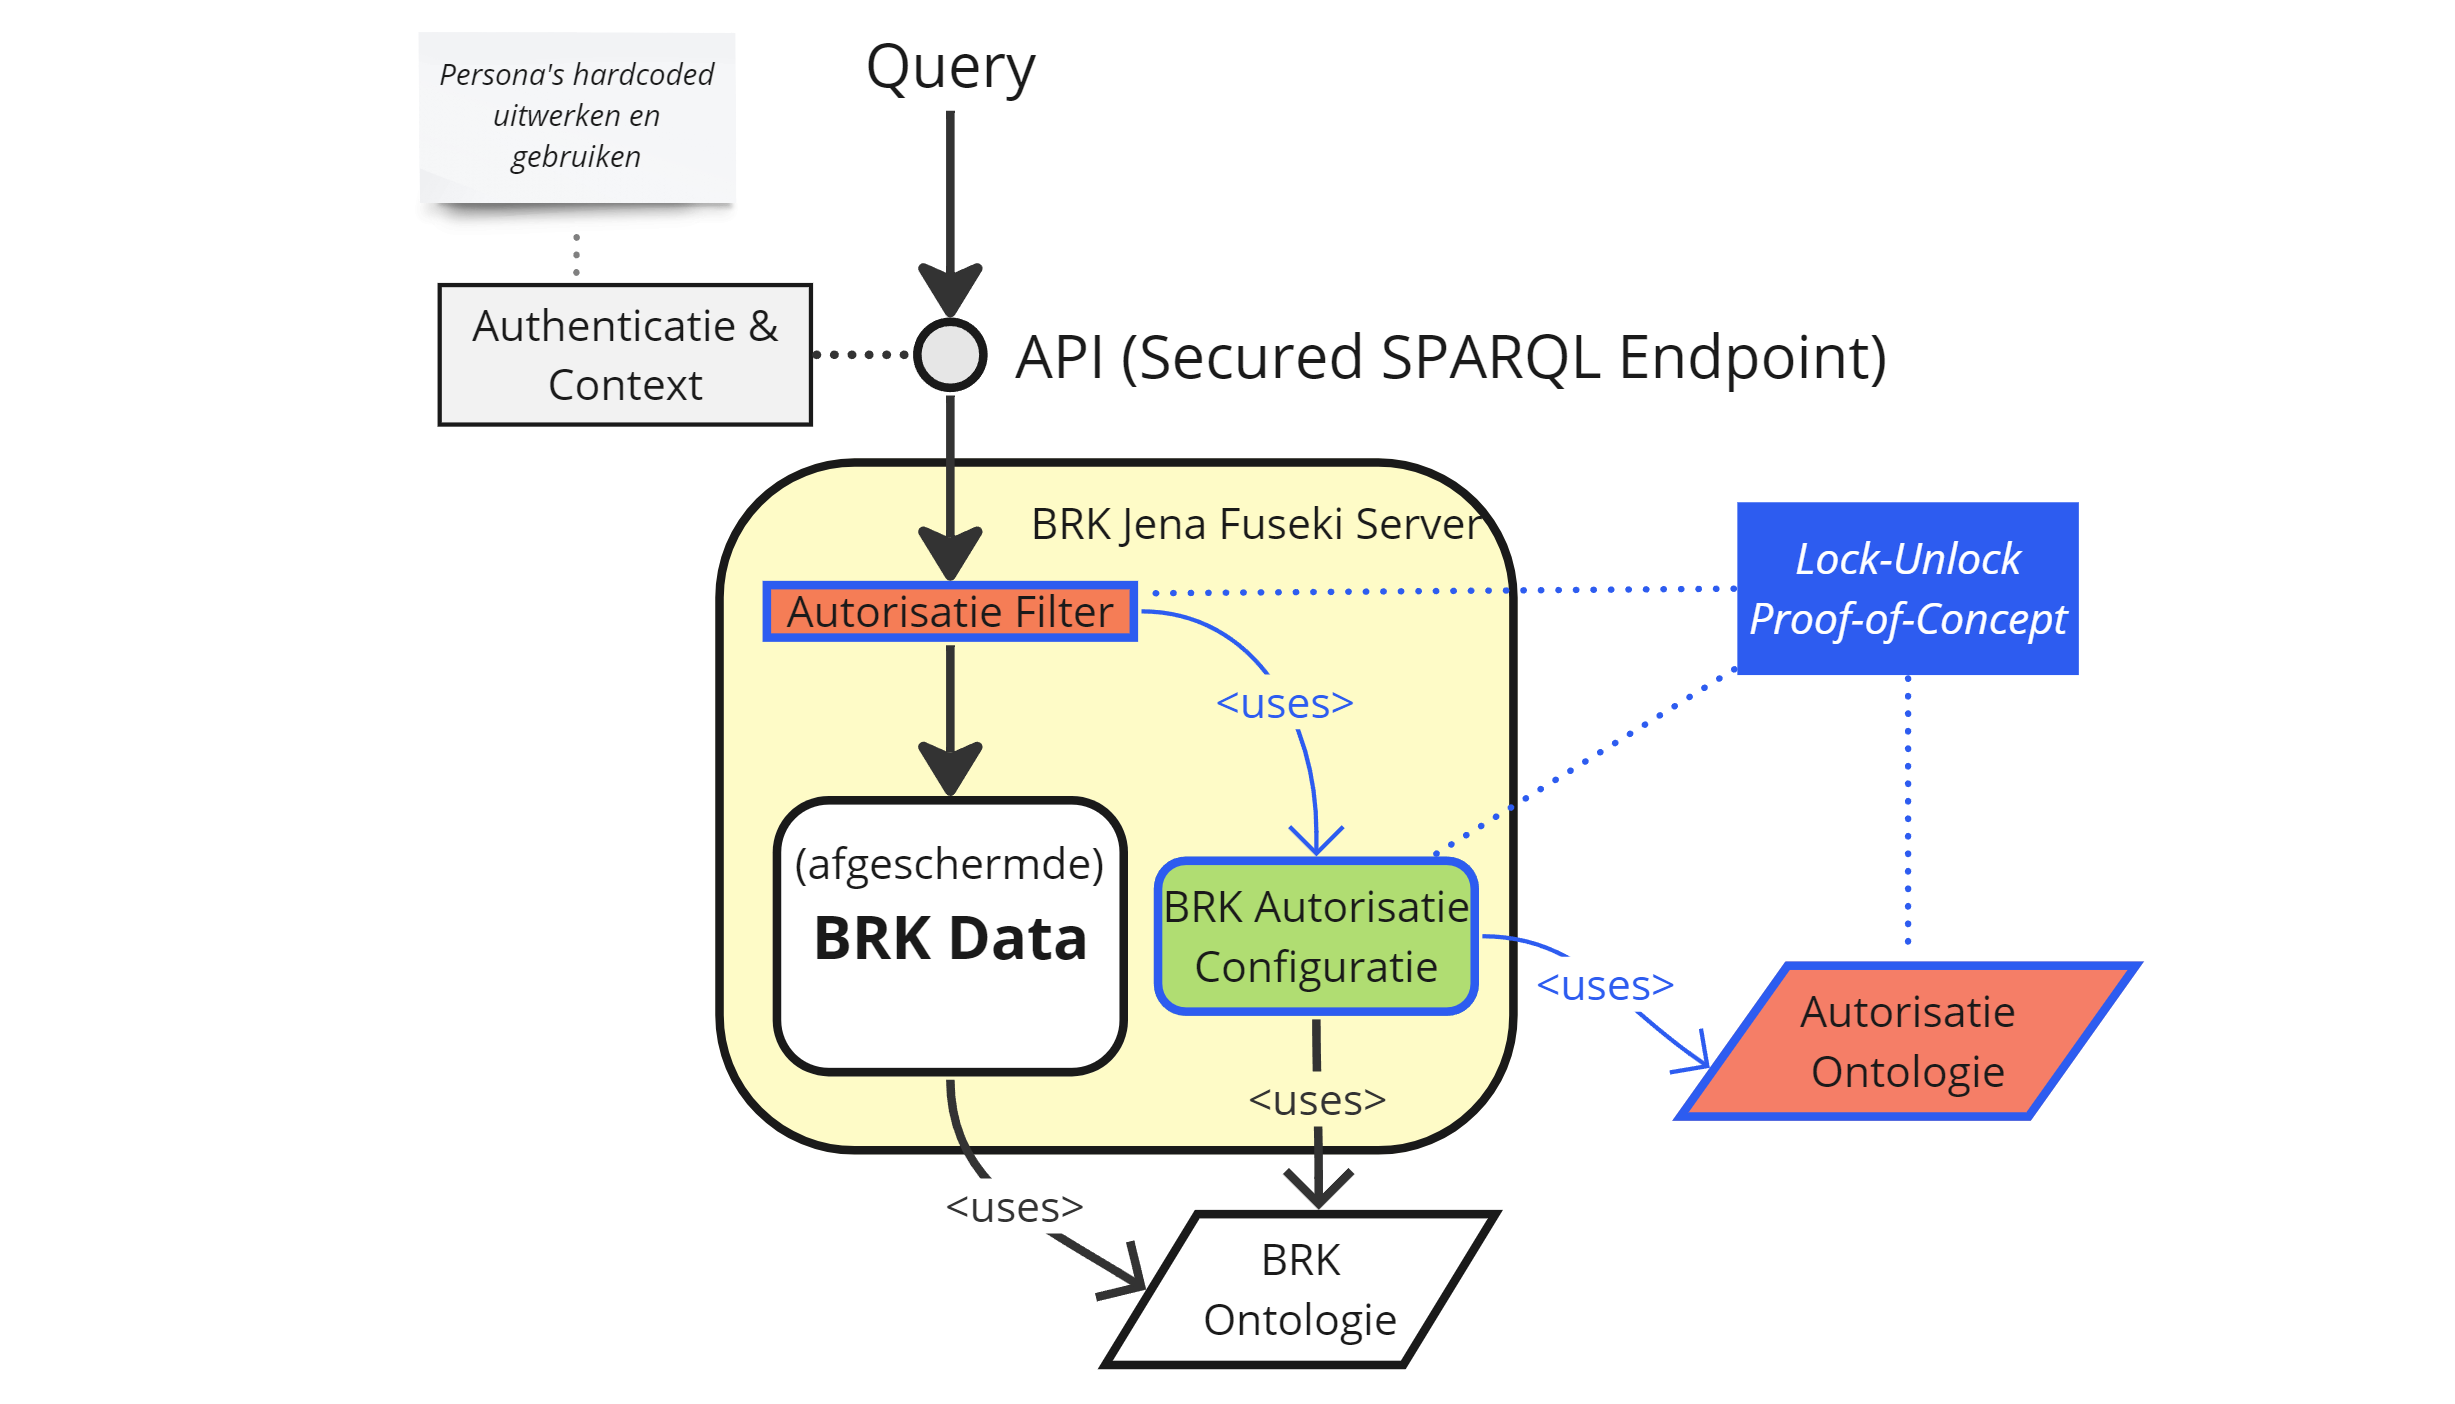 Persona's hardcoded
uitwerken en
gebruiken
Query
Authenticatie &
Context
API (Secured SPARQL Endpoint)
BRK Jena Fuseki Server
Autorisatie Filter
Lock-Unlock
Proof-of-Concept
<uses>
(afgeschermde)
BRK Data
BRK Autorisatie
Configuratie
<uses>
Autorisatie
Ontologie
<uses>
<uses>
BRK
Ontologie